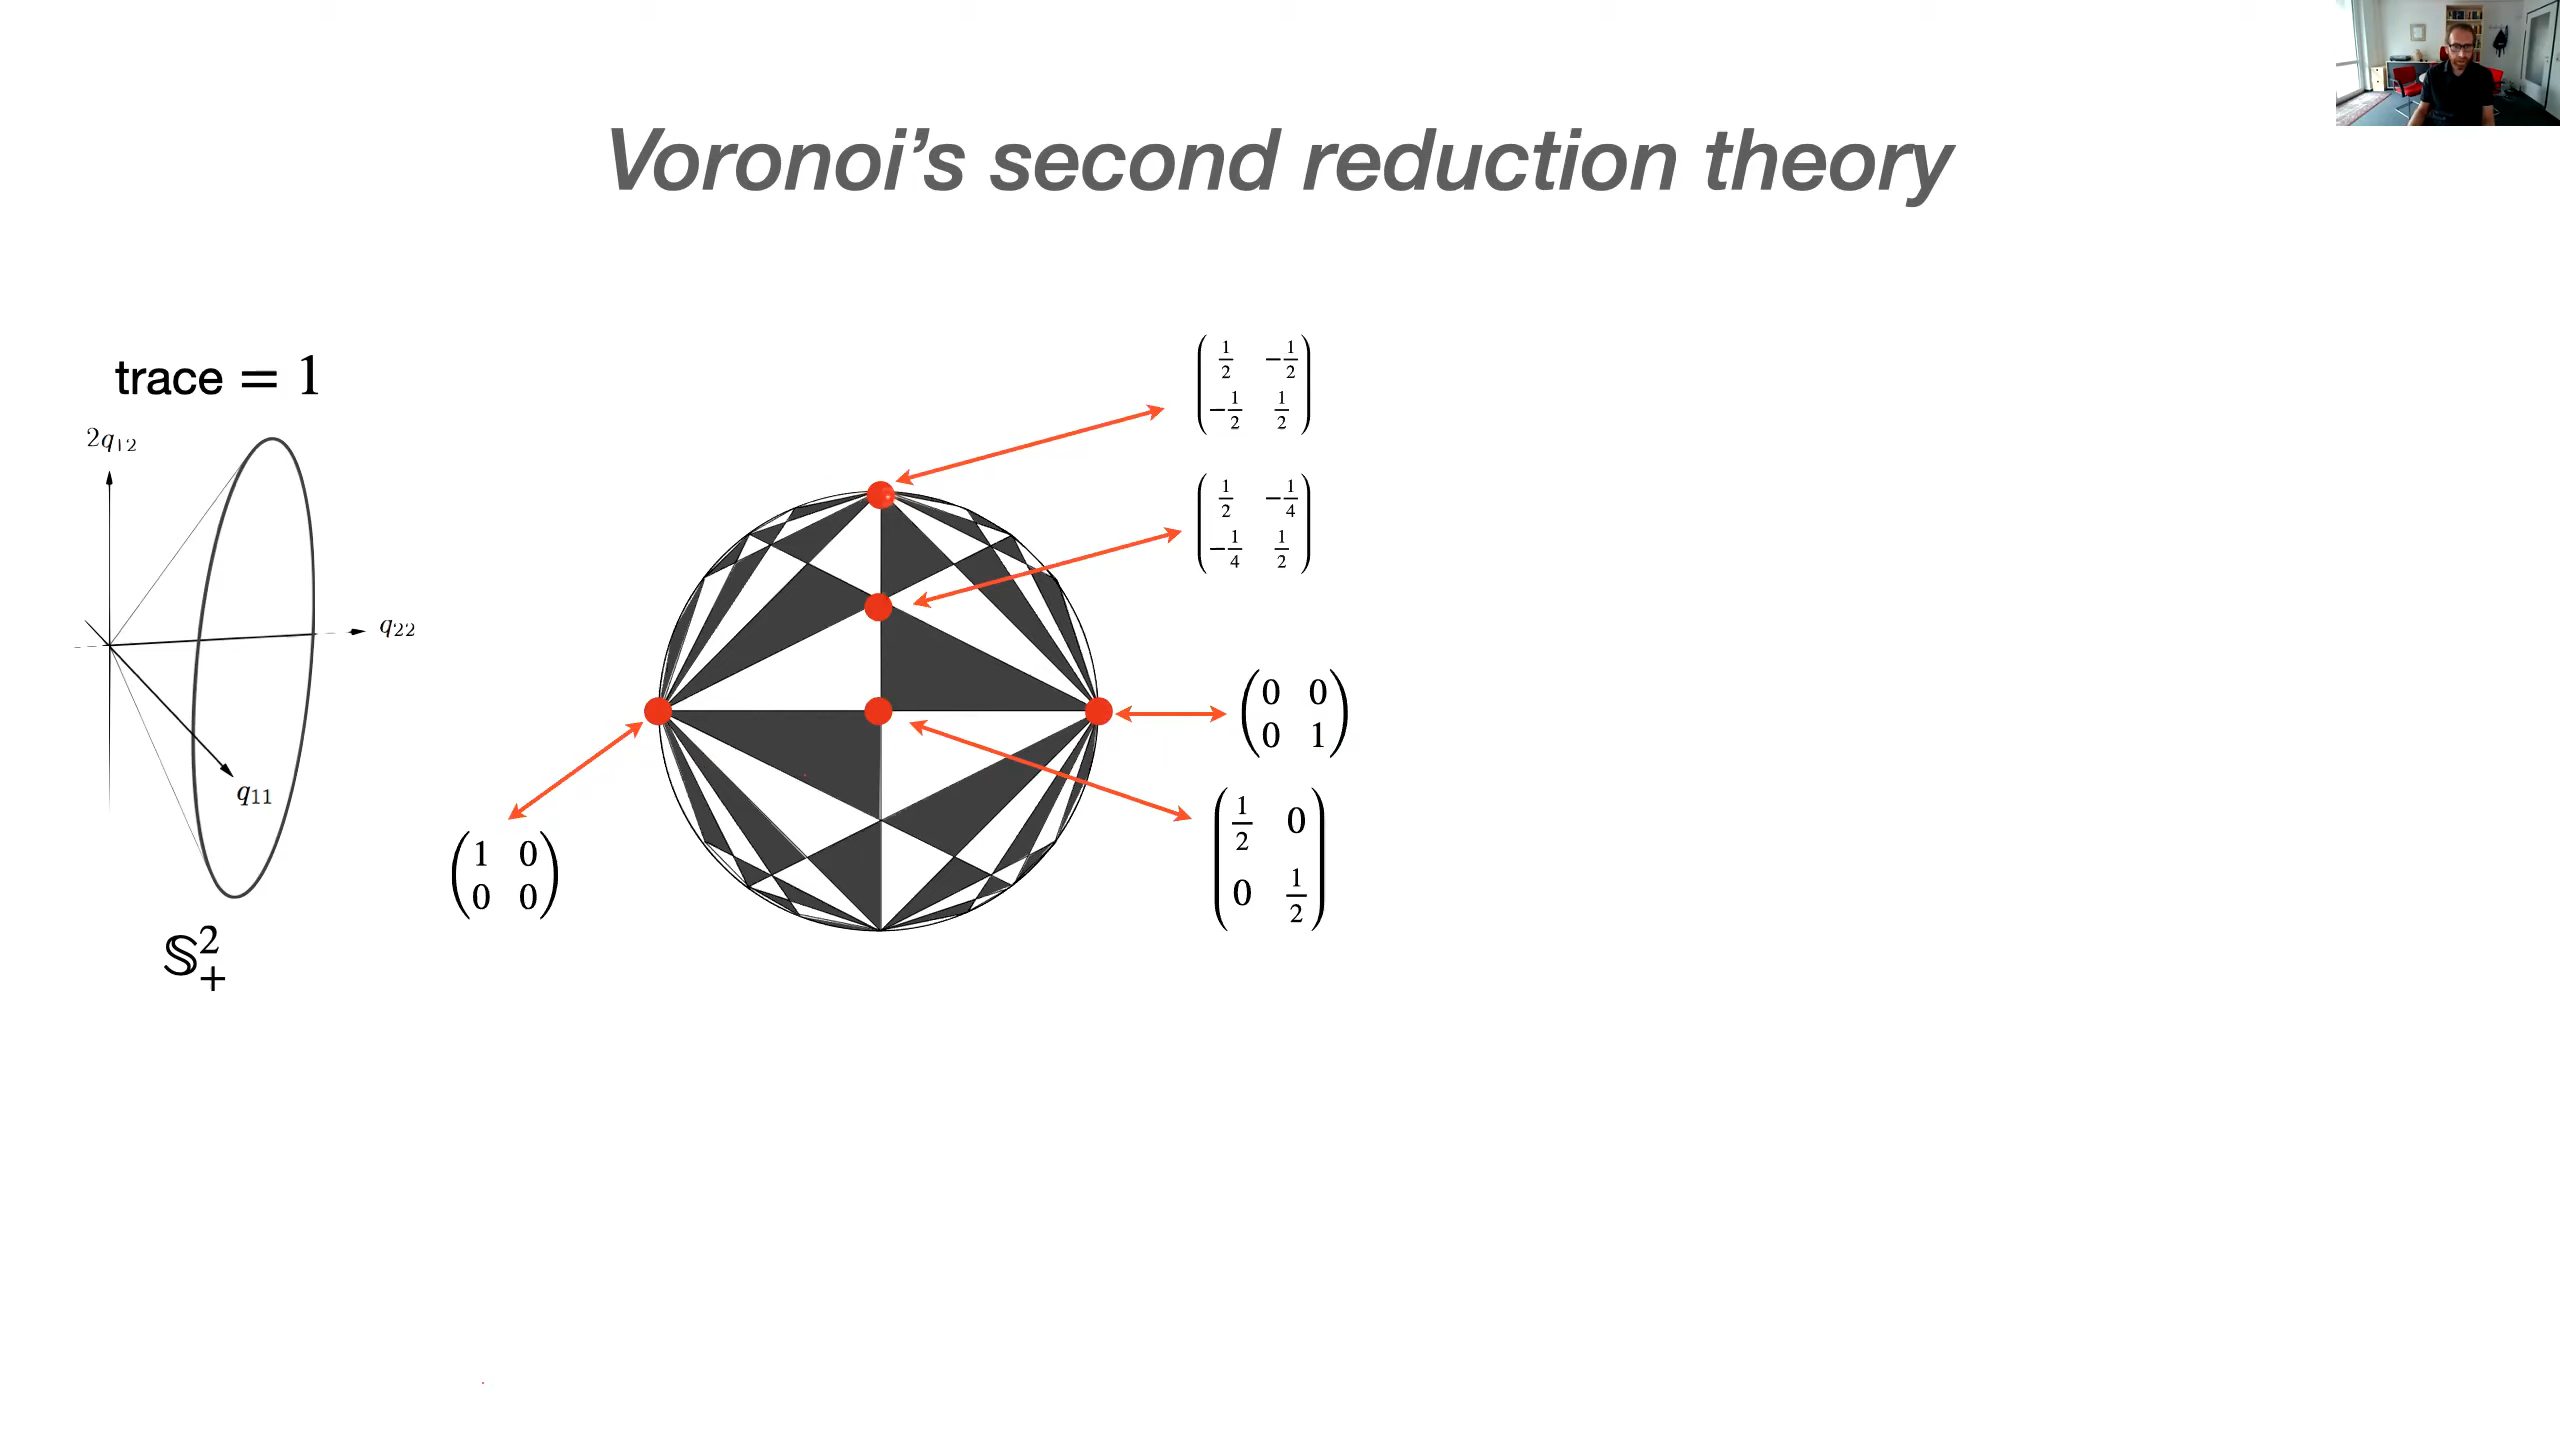 Voronoi's second reduction theory
trace = 1
2q₁₂
q₂₂
q₁₁
𝕊²₊
(1/2 -1/2
-1/2 1/2)
(1/2 -1/4
-1/4 1/2)
(0 0
0 1)
(1/2 0
0 1/2)
(1 0
0 0)